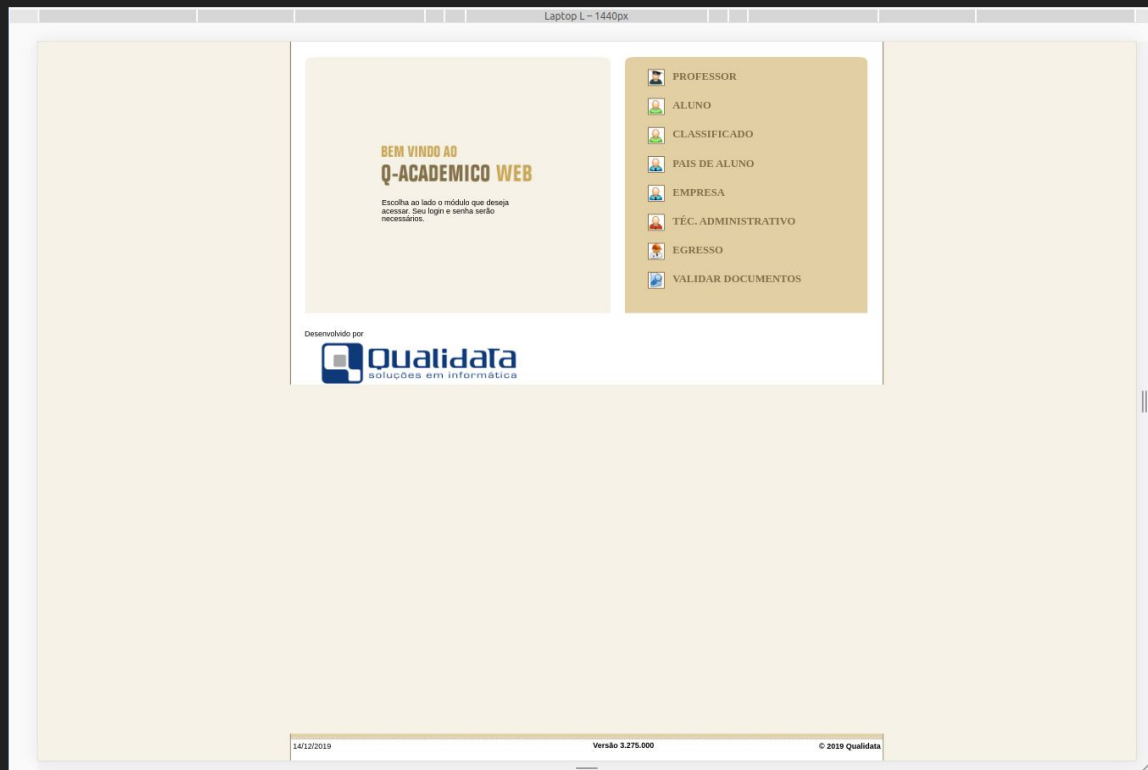 Laptop L – 1440px
BEM VINDO AO
Q-ACADEMICO WEB
Escolha ao lado o módulo que deseja
acessar. Seu login e senha serão
necessários.
PROFESSOR
ALUNO
CLASSIFICADO
PAIS DE ALUNO
EMPRESA
TÉC. ADMINISTRATIVO
EGRESSO
VALIDAR DOCUMENTOS
Desenvolvido por
Qualidata
soluções em informática
14/12/2019
Versão 3.275.000
© 2019 Qualidata